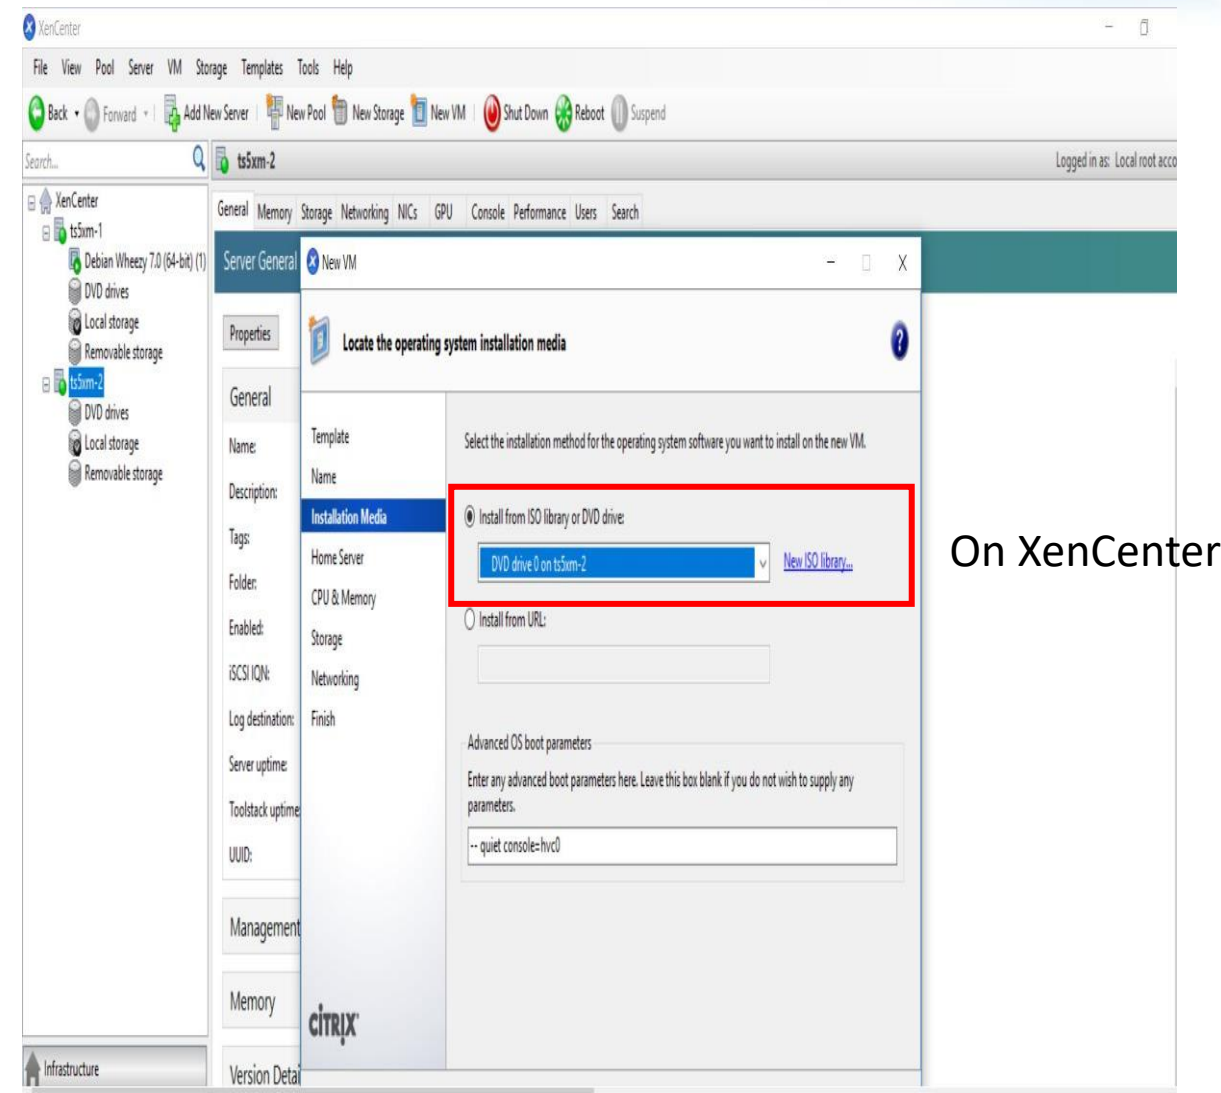 XenCenter
File View Pool Server VM Storage Templates Tools Help
Back Forward Add New Server New Pool New Storage New VM Shut Down Reboot Suspend
Search...
ts5xm-2
Logged in as: Local root acco
XenCenter
ts5xm-1
Debian Wheezy 7.0 (64-bit) (1)
DVD drives
Local storage
Removable storage
ts5xm-2
DVD drives
Local storage
Removable storage
Infrastructure
General Memory Storage Networking NICs GPU Console Performance Users Search
Server General
Properties
General
Name:
Description:
Tags:
Folder:
Enabled:
iSCSI IQN:
Log destination:
Server uptime:
Toolstack uptime:
UUID:
Management
Memory
Version Detai
New VM
Locate the operating system installation media
?
Template
Name
Installation Media
Home Server
CPU & Memory
Storage
Networking
Finish
CITRIX
Select the installation method for the operating system software you want to install on the new VM.
Install from ISO library or DVD drive:
DVD drive 0 on ts5xm-2
New ISO library...
Install from URL:
Advanced OS boot parameters
Enter any advanced boot parameters here. Leave this box blank if you do not wish to supply any
parameters.
-- quiet console=hvc0
On XenCenter